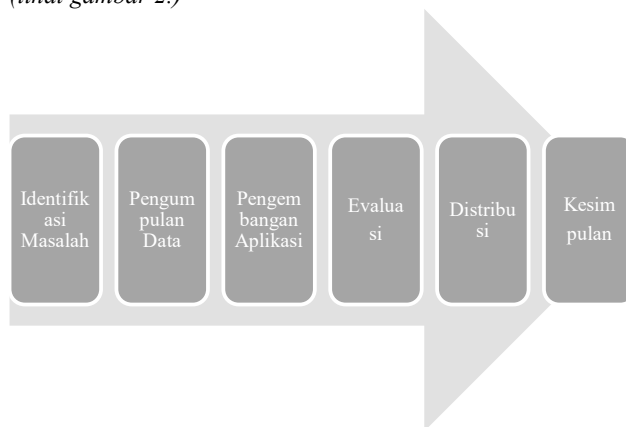 (lihat gambar 2.)
Identifik
asi
Masalah
Pengum
pulan
Data
Pengem
bangan
Aplikasi
Evalua
si
Distribu
si
Kesim
pulan